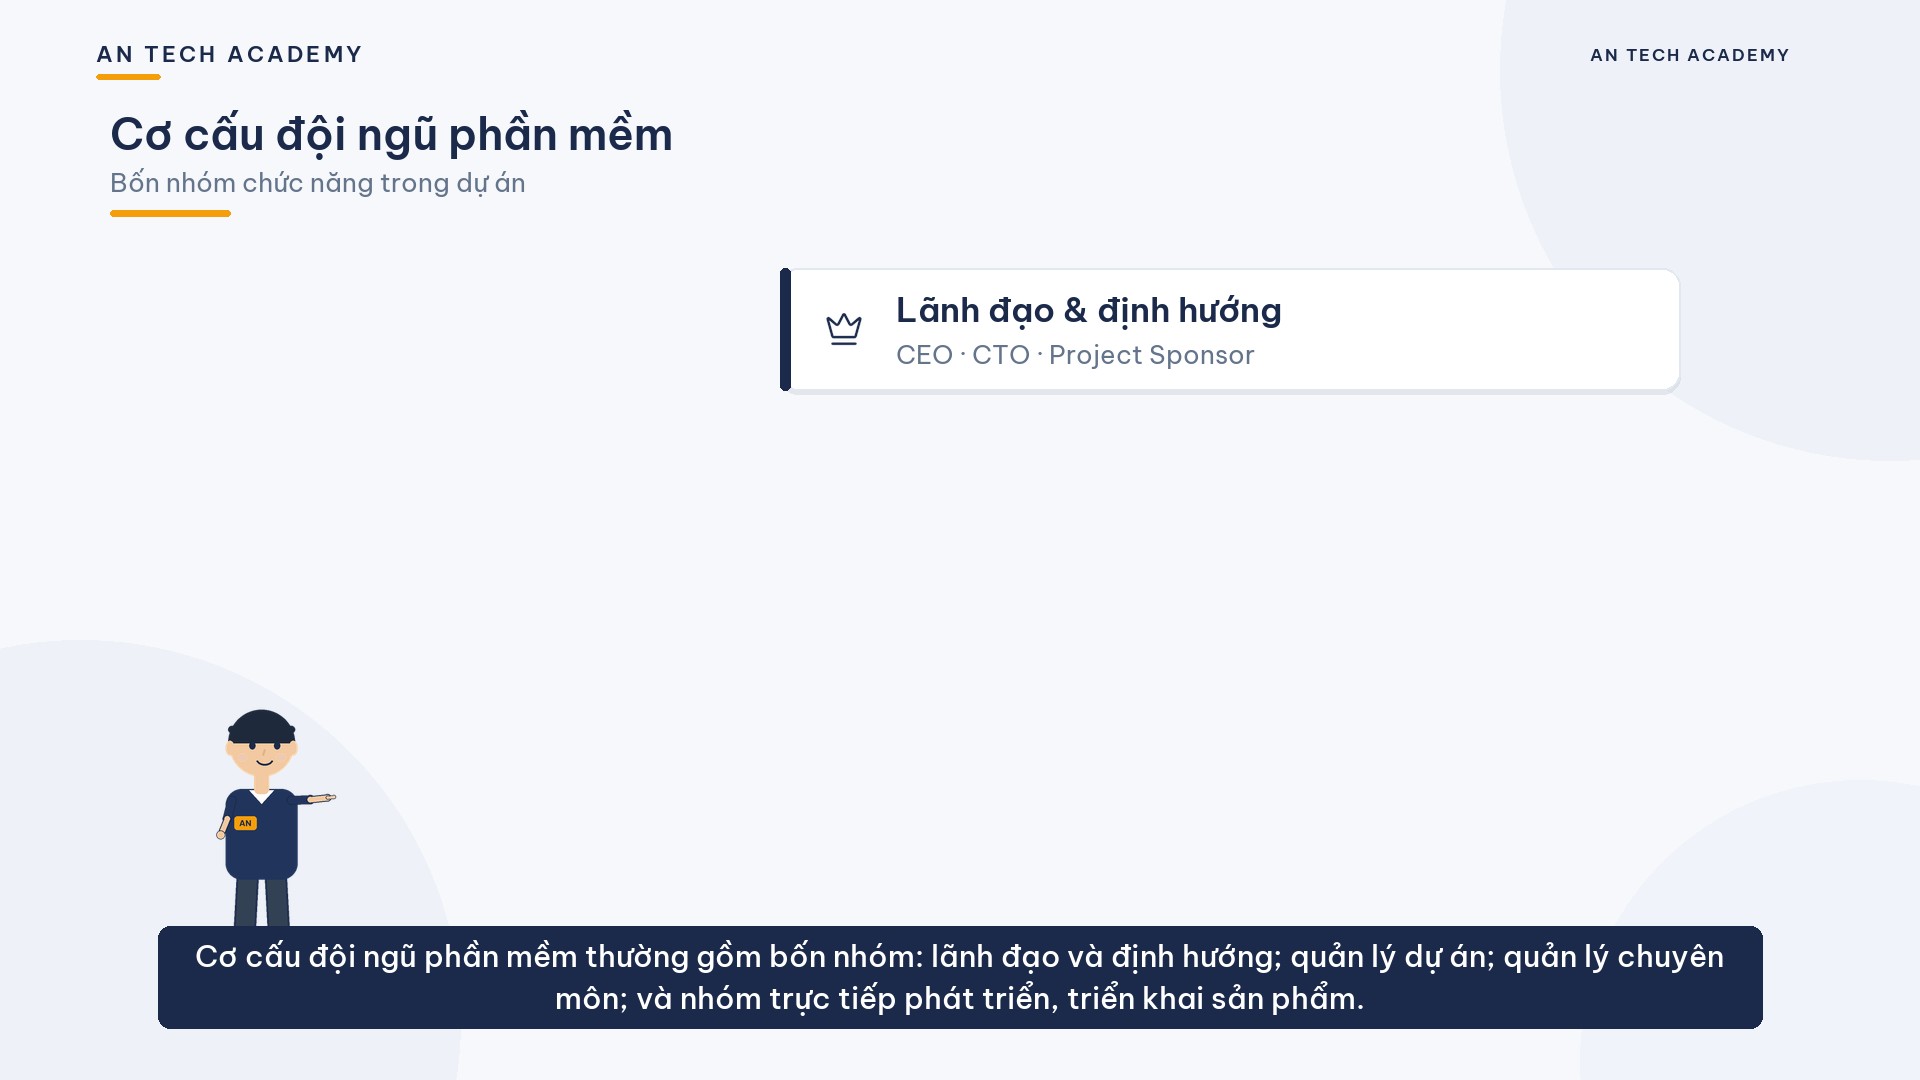 AN TECH ACADEMY
AN TECH ACADEMY
Cơ cấu đội ngũ phần mềm
Bốn nhóm chức năng trong dự án
Lãnh đạo & định hướng
CEO · CTO · Project Sponsor
AN
Cơ cấu đội ngũ phần mềm thường gồm bốn nhóm: lãnh đạo và định hướng; quản lý dự án; quản lý chuyên
môn; và nhóm trực tiếp phát triển, triển khai sản phẩm.